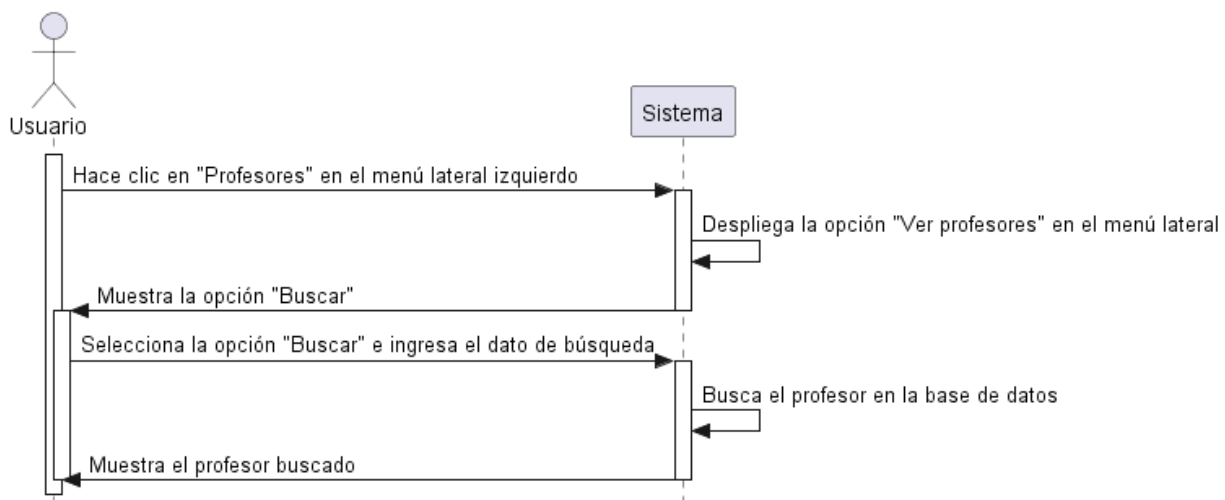 Usuario
Sistema
Hace clic en "Profesores" en el menú lateral izquierdo
Despliega la opción "Ver profesores" en el menú lateral
Muestra la opción "Buscar"
Selecciona la opción "Buscar" e ingresa el dato de búsqueda
Busca el profesor en la base de datos
Muestra el profesor buscado